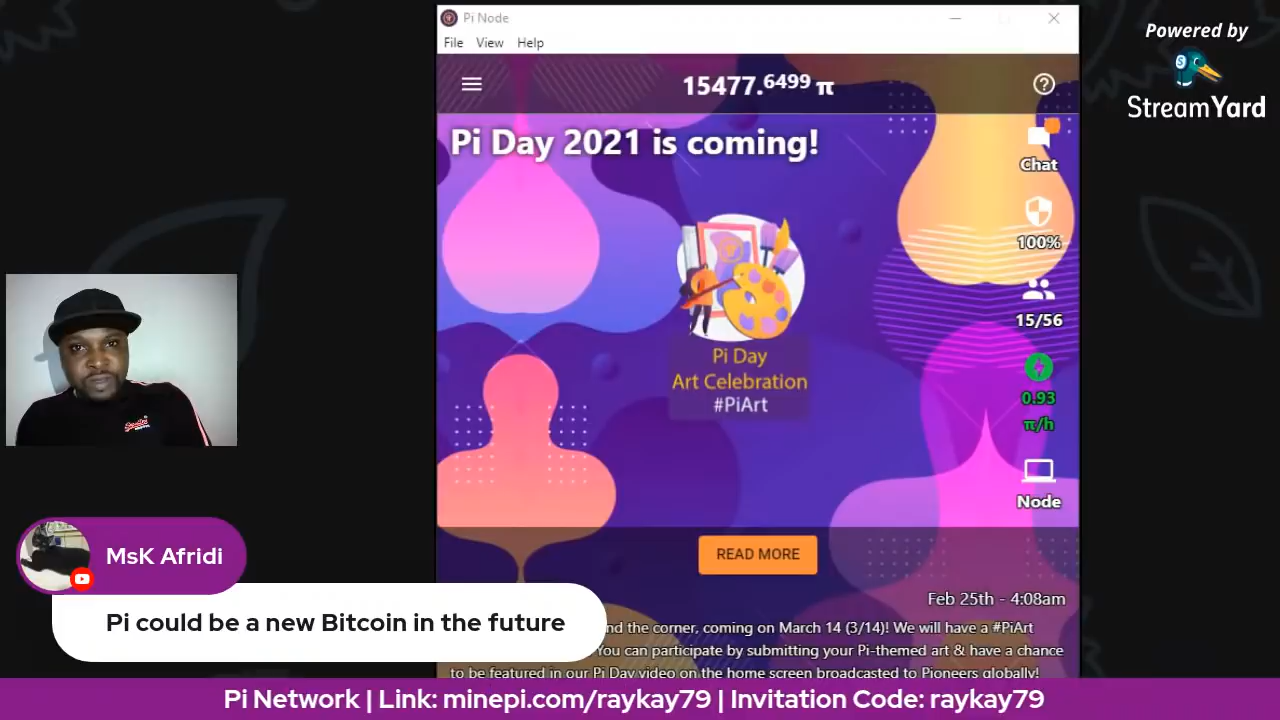 Pi Node
File View Help
15477.6499 π
Pi Day 2021 is coming!
Chat
100%
15/56
0.93
π/h
Node
Pi Day
Art Celebration
#PiArt
READ MORE
Feb 25th - 4:08am
nd the corner, coming on March 14 (3/14)! We will have a #PiArt
You can participate by submitting your Pi-themed art & have a chance
to be featured in our Pi Day video on the home screen broadcasted to Pioneers globally!
Powered by
StreamYard
MsK Afridi
Pi could be a new Bitcoin in the future
Pi Network | Link: minepi.com/raykay79 | Invitation Code: raykay79